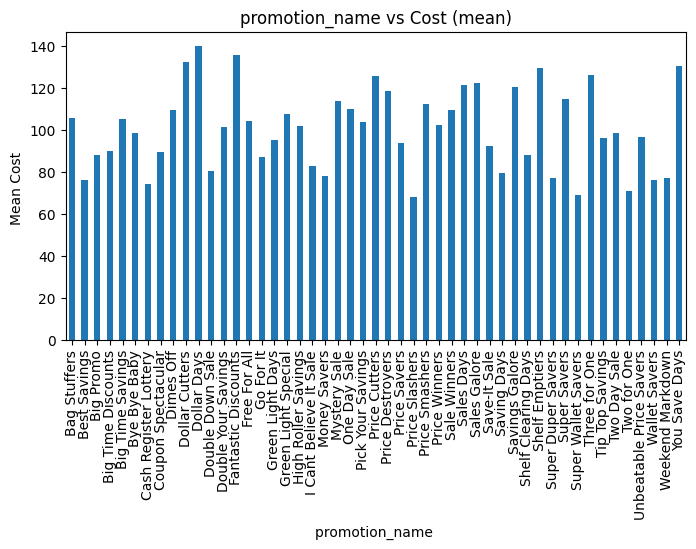 promotion_name vs Cost (mean)
Mean Cost
140
120
100
80
60
40
20
0
Bag Stuffers
Best Savings
Big Promo
Big Time Discounts
Big Time Savings
Bye Bye Baby
Cash Register Lottery
Coupon Spectacular
Dimes Off
Dollar Cutters
Dollar Days
Double Down Sale
Double Your Savings
Fantastic Discounts
Free For All
Go For It
Green Light Days
Green Light Special
High Roller Savings
I Cant Believe It Sale
Money Savers
Mystery Sale
One Day Sale
Pick Your Savings
Price Cutters
Price Destroyers
Price Savers
Price Slashers
Price Smashers
Price Winners
Sale Winners
Sales Days
Sales Galore
Save-It Sale
Saving Days
Savings Galore
Shelf Clearing Days
Shelf Emptiers
Super Duper Savers
Super Savers
Super Wallet Savers
Three for One
Tip Top Savings
Two Day Sale
Two for One
Unbeatable Price Savers
Wallet Savers
Weekend Markdown
You Save Days
promotion_name